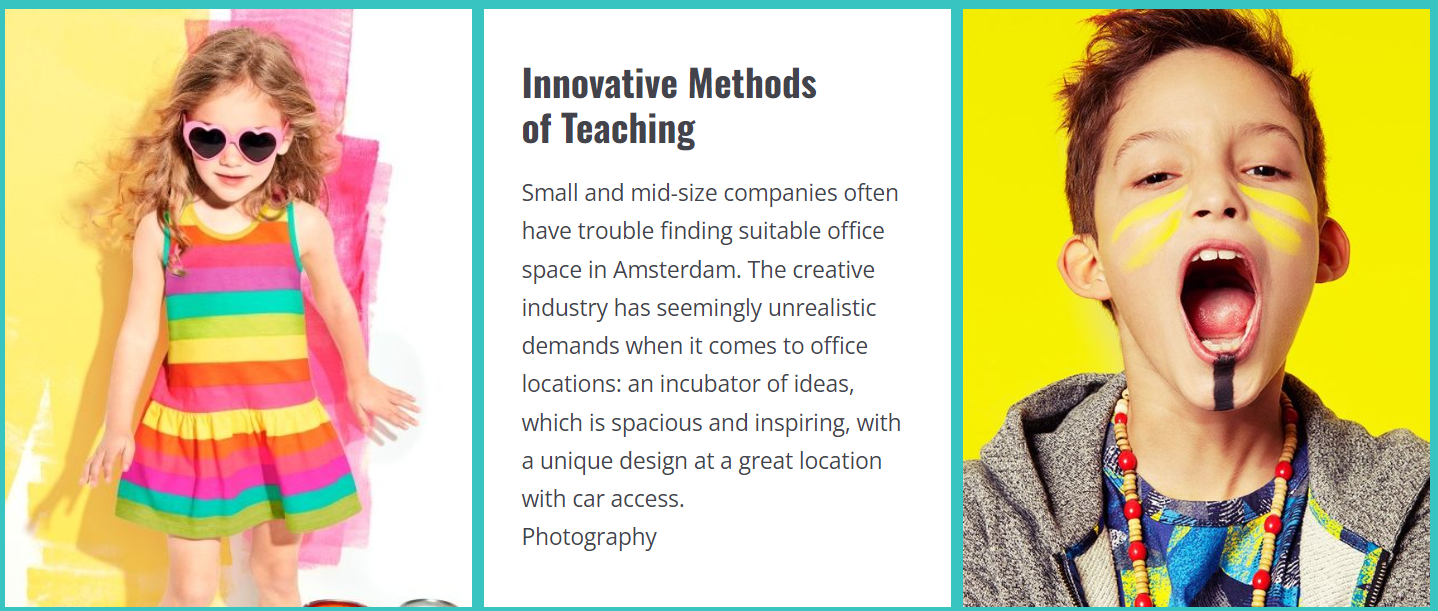 Innovative Methods
of Teaching
Small and mid-size companies often
have trouble finding suitable office
space in Amsterdam. The creative
industry has seemingly unrealistic
demands when it comes to office
locations: an incubator of ideas,
which is spacious and inspiring, with
a unique design at a great location
with car access.
Photography